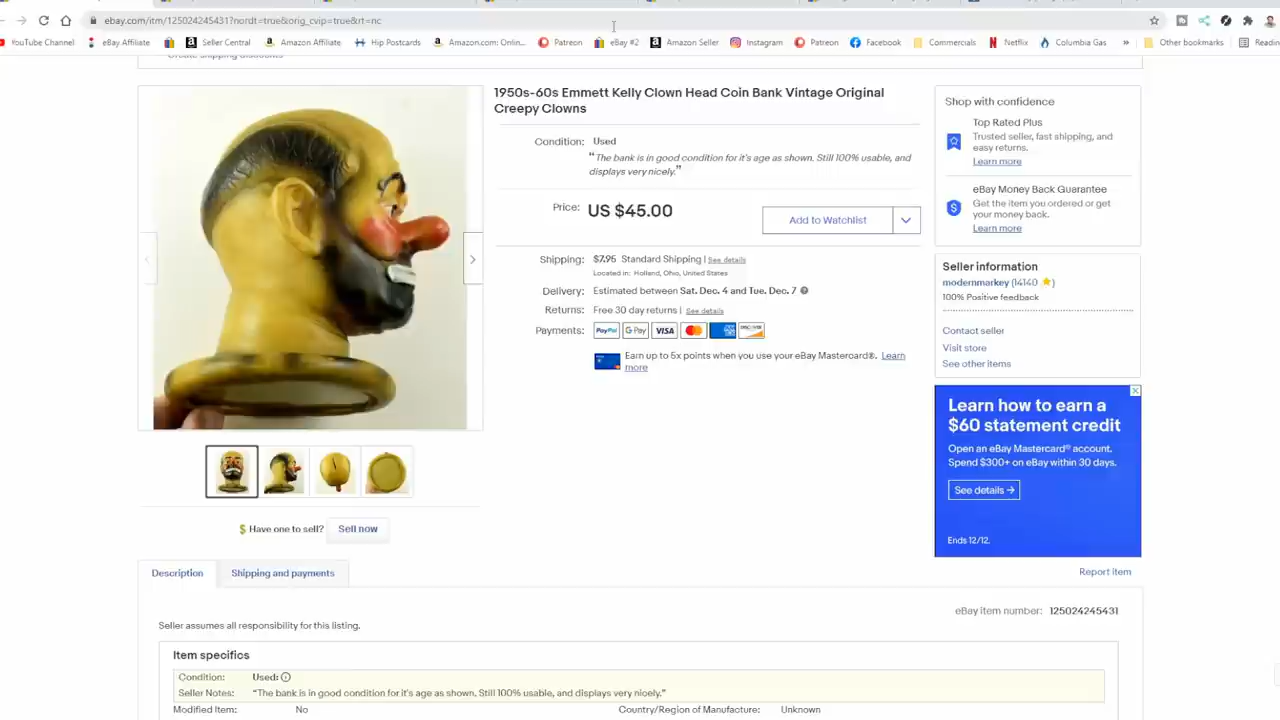 ebay.com/itm/125024245431?nordt=true&orig_cvip=true&rt=nc
YouTube Channel eBay Affiliate Seller Central Amazon Affiliate Hip Postcards Amazon.com: Onlin... Patreon eBay #2 Amazon Seller Instagram Patreon Facebook Commercials Netflix Columbia Gas » Other bookmarks Readin
1950s-60s Emmett Kelly Clown Head Coin Bank Vintage Original
Creepy Clowns
Condition: Used
“The bank is in good condition for it's age as shown. Still 100% usable, and
displays very nicely.”
Price: US $45.00
Add to Watchlist
Shipping: $7.95 Standard Shipping | See details
Located in: Holland, Ohio, United States
Delivery: Estimated between Sat. Dec. 4 and Tue. Dec. 7
Returns: Free 30 day returns | See details
Payments: PayPal G Pay VISA
Earn up to 5x points when you use your eBay Mastercard®. Learn
more
Shop with confidence
Top Rated Plus
Trusted seller, fast shipping, and
easy returns.
Learn more
eBay Money Back Guarantee
Get the item you ordered or get
your money back.
Learn more
Seller information
modernmarkey (14140 )
100% Positive feedback
Contact seller
Visit store
See other items
Learn how to earn a
$60 statement credit
Open an eBay Mastercard® account.
Spend $300+ on eBay within 30 days.
See details →
Ends 12/12.
$ Have one to sell? Sell now
Description Shipping and payments
Report item
eBay item number: 125024245431
Seller assumes all responsibility for this listing.
Item specifics
Condition: Used
Seller Notes: “The bank is in good condition for it's age as shown. Still 100% usable, and displays very nicely.”
Modified Item: No Country/Region of Manufacture: Unknown